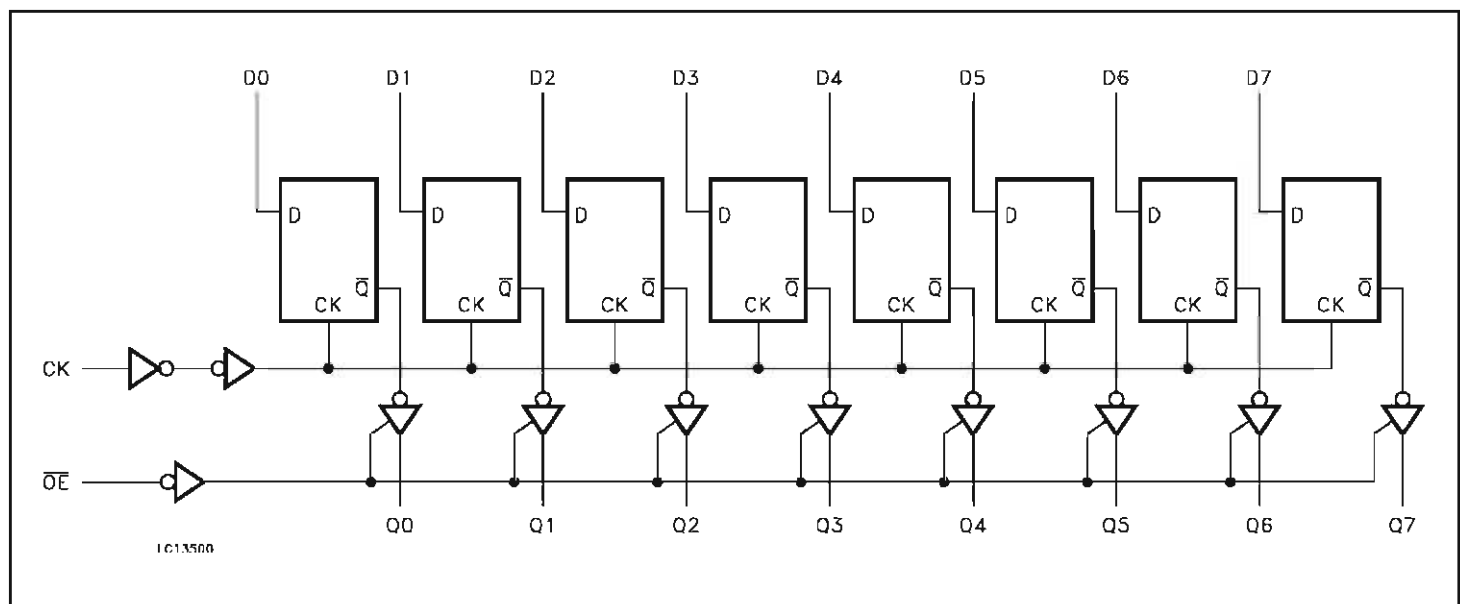 D0 D1 D2 D3 D4 D5 D6 D7
D D D D D D D D
Q̅ Q̅ Q̅ Q̅ Q̅ Q̅ Q̅ Q̅
CK CK CK CK CK CK CK CK
CK
O̅E̅
Q0 Q1 Q2 Q3 Q4 Q5 Q6 Q7
LC13500